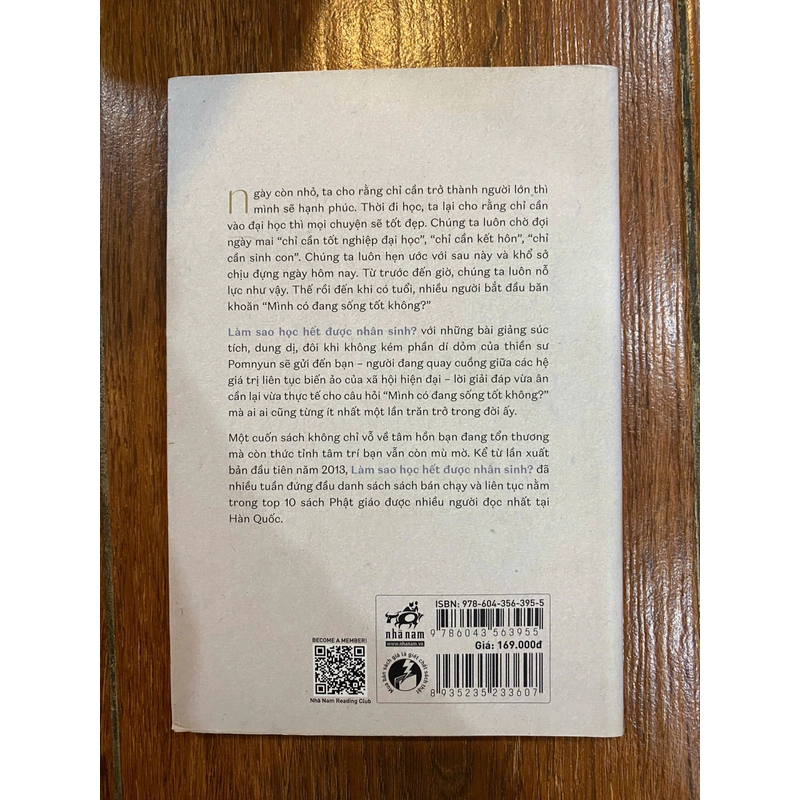 Ngày còn nhỏ, ta cho rằng chỉ cần trở thành người lớn thì
mình sẽ hạnh phúc. Thời đi học, ta lại cho rằng chỉ cần
vào đại học thì mọi chuyện sẽ tốt đẹp. Chúng ta luôn chờ đợi
ngày mai “chỉ cần tốt nghiệp đại học”, “chỉ cần kết hôn”, “chỉ
cần sinh con”. Chúng ta luôn hẹn ước với sau này và khổ sở
chịu đựng ngày hôm nay. Từ trước đến giờ, chúng ta luôn nỗ
lực như vậy. Thế rồi đến khi có tuổi, nhiều người bắt đầu băn
khoăn “Mình có đang sống tốt không?”
Làm sao học hết được nhân sinh? với những bài giảng súc
tích, dung dị, đôi khi không kém phần dí dỏm của thiền sư
Pomnyun sẽ gửi đến bạn – người đang quay cuồng giữa các hệ
giá trị liên tục biến ảo của xã hội hiện đại – lời giải đáp vừa ân
cần lại vừa thực tế cho câu hỏi “Mình có đang sống tốt không?”
mà ai ai cũng từng ít nhất một lần trăn trở trong đời ấy.
Một cuốn sách không chỉ vỗ về tâm hồn bạn đang tổn thương
mà còn thức tỉnh tâm trí bạn vẫn còn mù mờ. Kể từ lần xuất
bản đầu tiên năm 2013, Làm sao học hết được nhân sinh? đã
nhiều tuần đứng đầu danh sách sách bán chạy và liên tục nằm
trong top 10 sách Phật giáo được nhiều người đọc nhất tại
Hàn Quốc.
BECOME A MEMBER!
Nhã Nam Reading Club
nhã nam
www.nhanam.vn
Mua bán sách giả là giết chết sách thật
ISBN: 978-604-356-395-5
9 786043 563955
Giá: 169.000đ
8 935235 233607